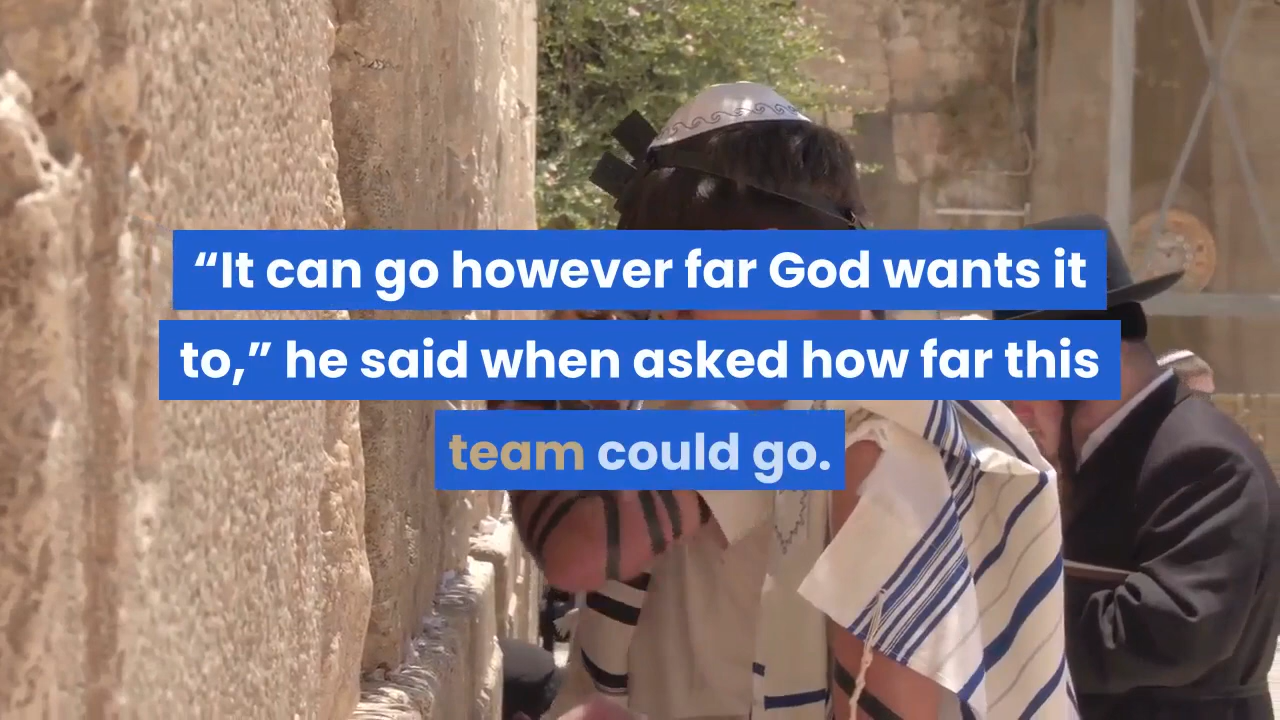 “It can go however far God wants it
to,” he said when asked how far this
team could go.